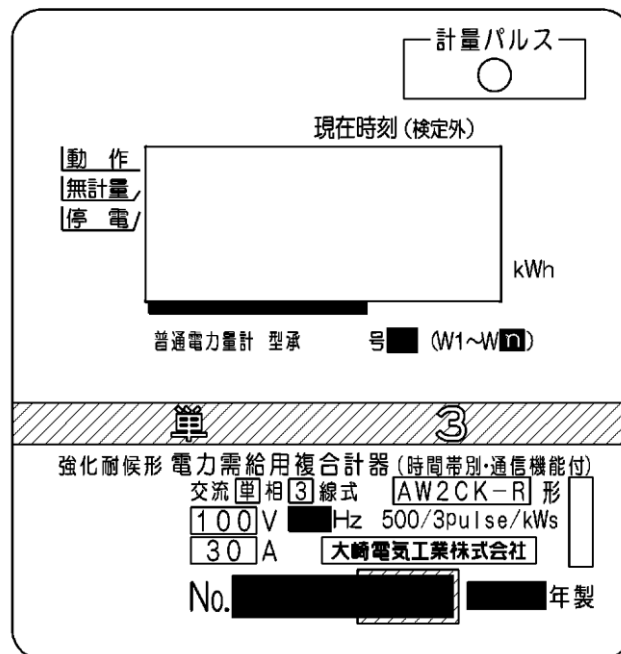 計量パルス
現在時刻 (検定外)
動 作
無計量
停 電
kWh
普通電力量計 型承 号 (W1~Wn)
単 3
強化耐候形 電力需給用複合計器 (時間帯別・通信機能付)
交流 単 相 3 線式 AW2CK-R 形
100 V Hz 500/3pulse/kWs
30 A 大崎電気工業株式会社
No. 年製